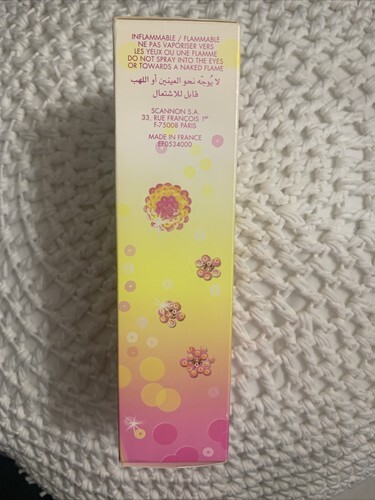 INFLAMMABLE / FLAMMABLE
NE PAS VAPORISER VERS
LES YEUX OU UNE FLAMME
DO NOT SPRAY INTO THE EYES
OR TOWARDS A NAKED FLAME
لا يُوجّه نحو العينين أو اللهب
قابل للاشتعال
SCANNON S.A.
33, RUE FRANÇOIS 1er
F-75008 PARIS
MADE IN FRANCE
EF0534000